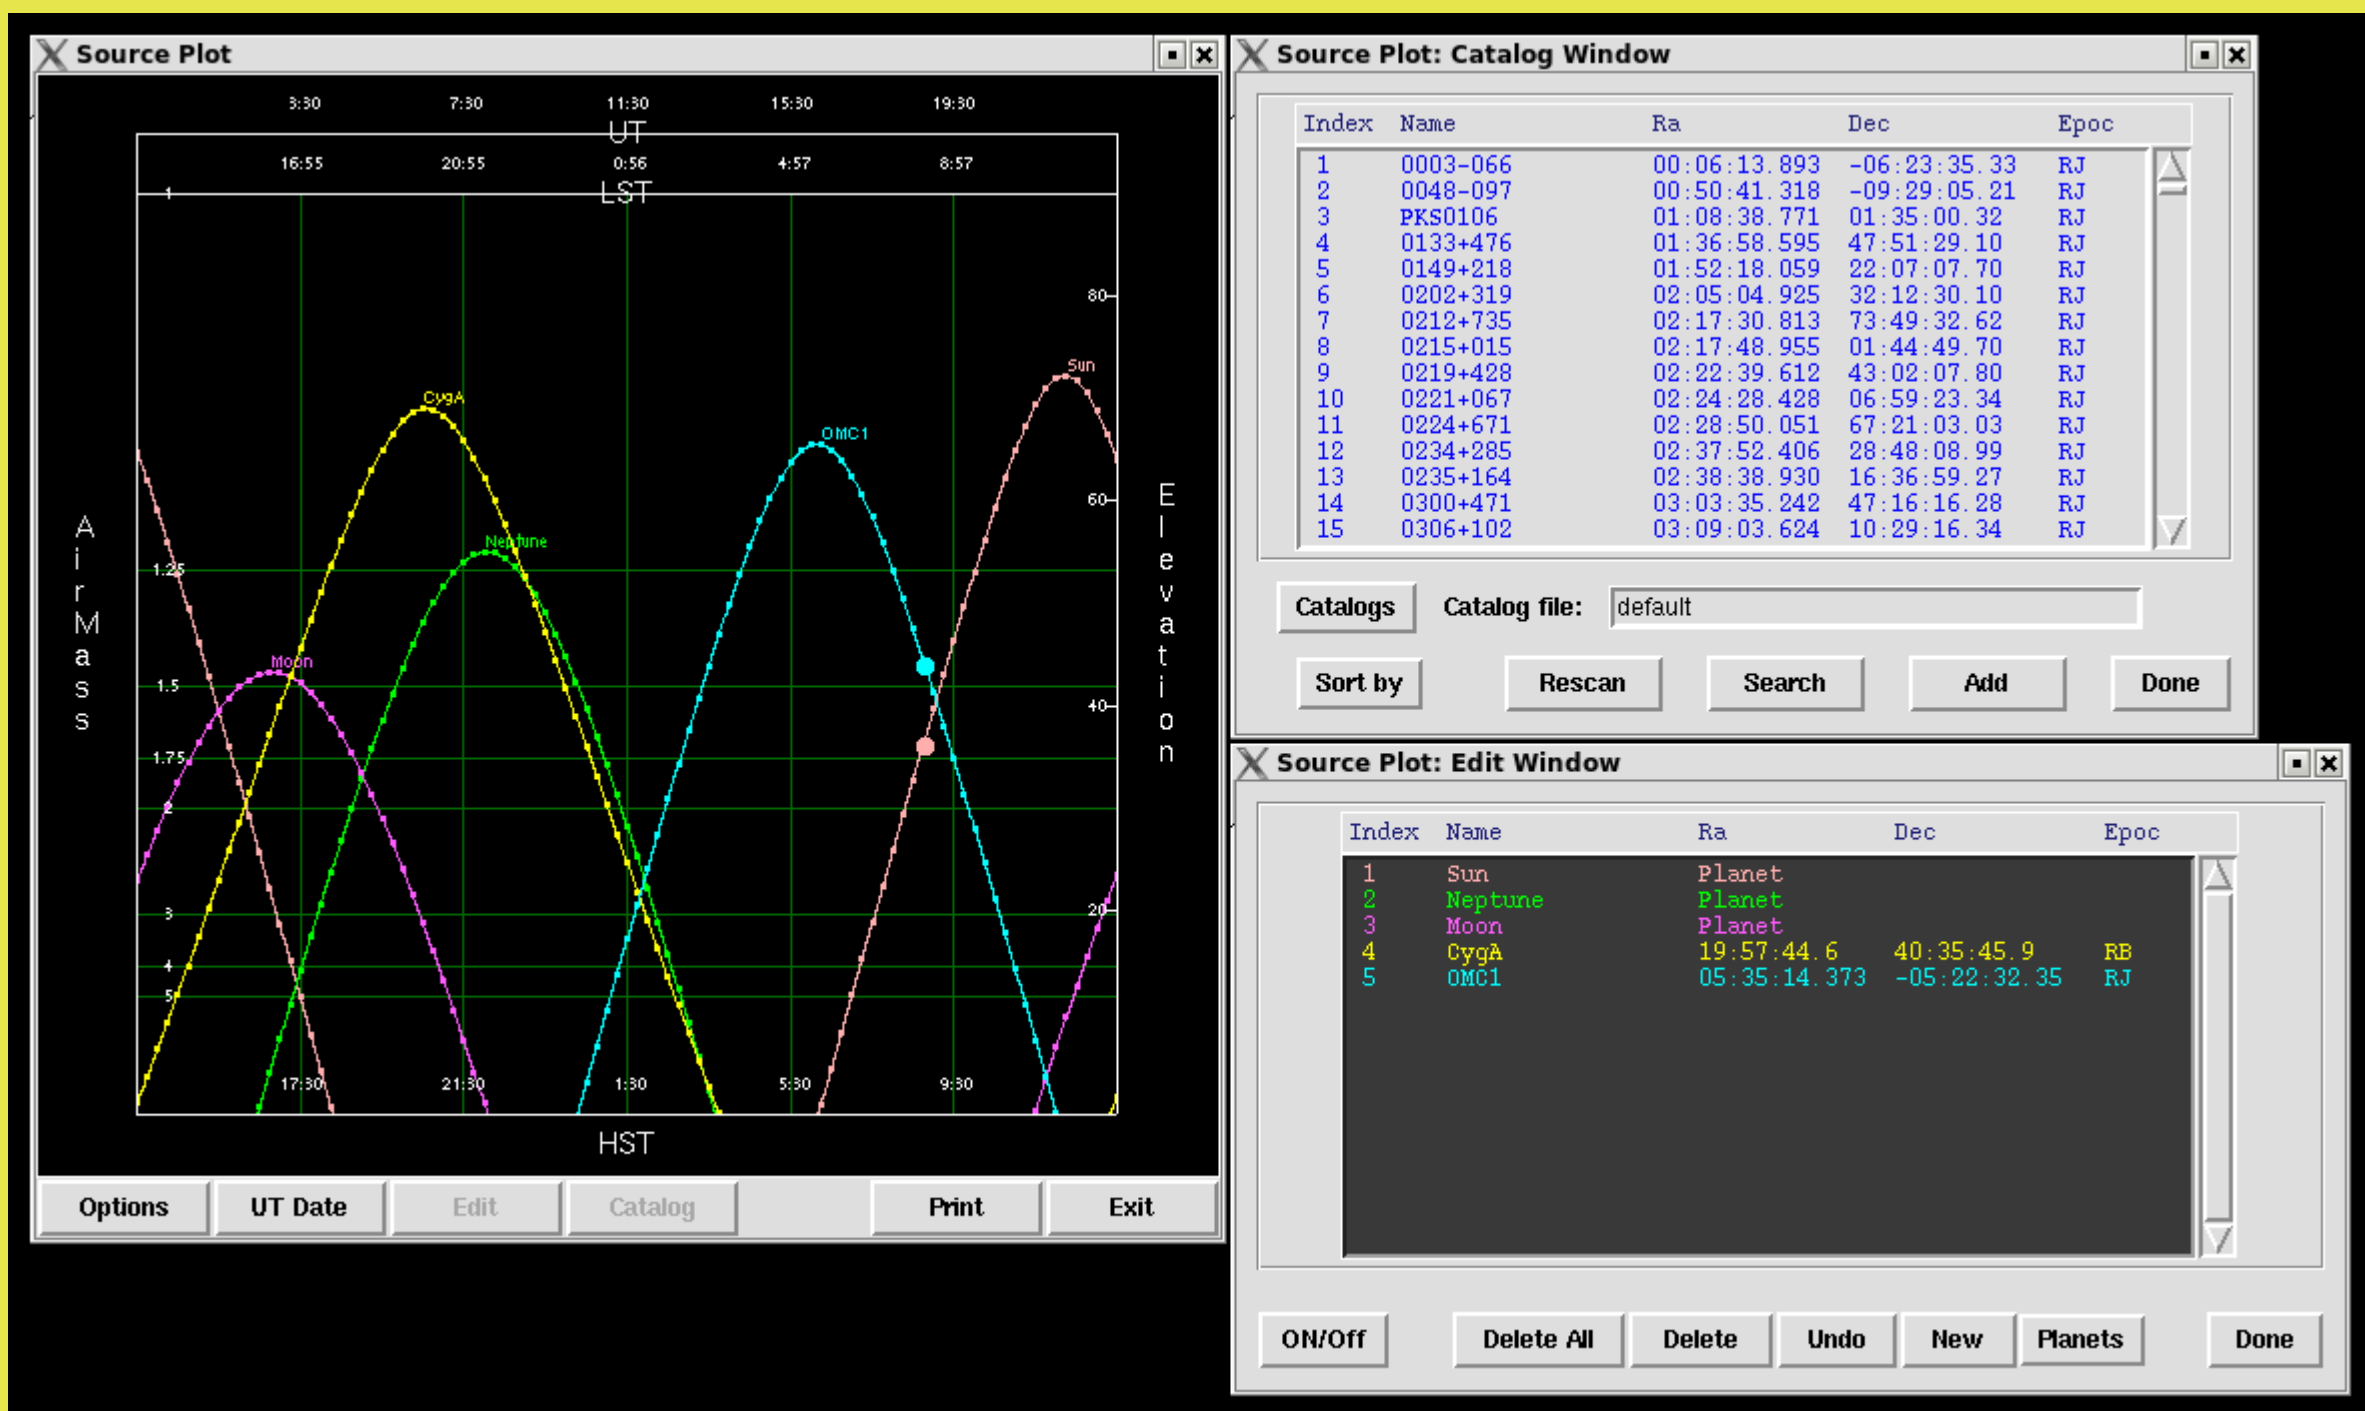 Source Plot
3:30 7:30 11:30 15:30 19:30
UT
16:55 20:55 0:56 4:57 8:57
LST
1
80
Sun
CygA
OMC1
60
Neptune
1.25
AirMass
Elevation
Moon
1.5
40
1.75
2
3
20
4
5
17:30 21:30 1:30 5:30 9:30
HST
Options UT Date Edit Catalog Print Exit
Source Plot: Catalog Window
Index Name Ra Dec Epoc
1 0003-066 00:06:13.893 -06:23:35.33 RJ
2 0048-097 00:50:41.318 -09:29:05.21 RJ
3 PKS0106 01:08:38.771 01:35:00.32 RJ
4 0133+476 01:36:58.595 47:51:29.10 RJ
5 0149+218 01:52:18.059 22:07:07.70 RJ
6 0202+319 02:05:04.925 32:12:30.10 RJ
7 0212+735 02:17:30.813 73:49:32.62 RJ
8 0215+015 02:17:48.955 01:44:49.70 RJ
9 0219+428 02:22:39.612 43:02:07.80 RJ
10 0221+067 02:24:28.428 06:59:23.34 RJ
11 0224+671 02:28:50.051 67:21:03.03 RJ
12 0234+285 02:37:52.406 28:48:08.99 RJ
13 0235+164 02:38:38.930 16:36:59.27 RJ
14 0300+471 03:03:35.242 47:16:16.28 RJ
15 0306+102 03:09:03.624 10:29:16.34 RJ
Catalogs Catalog file: default
Sort by Rescan Search Add Done
Source Plot: Edit Window
Index Name Ra Dec Epoc
1 Sun Planet
2 Neptune Planet
3 Moon Planet
4 CygA 19:57:44.6 40:35:45.9 RB
5 OMC1 05:35:14.373 -05:22:32.35 RJ
ON/Off Delete All Delete Undo New Planets Done